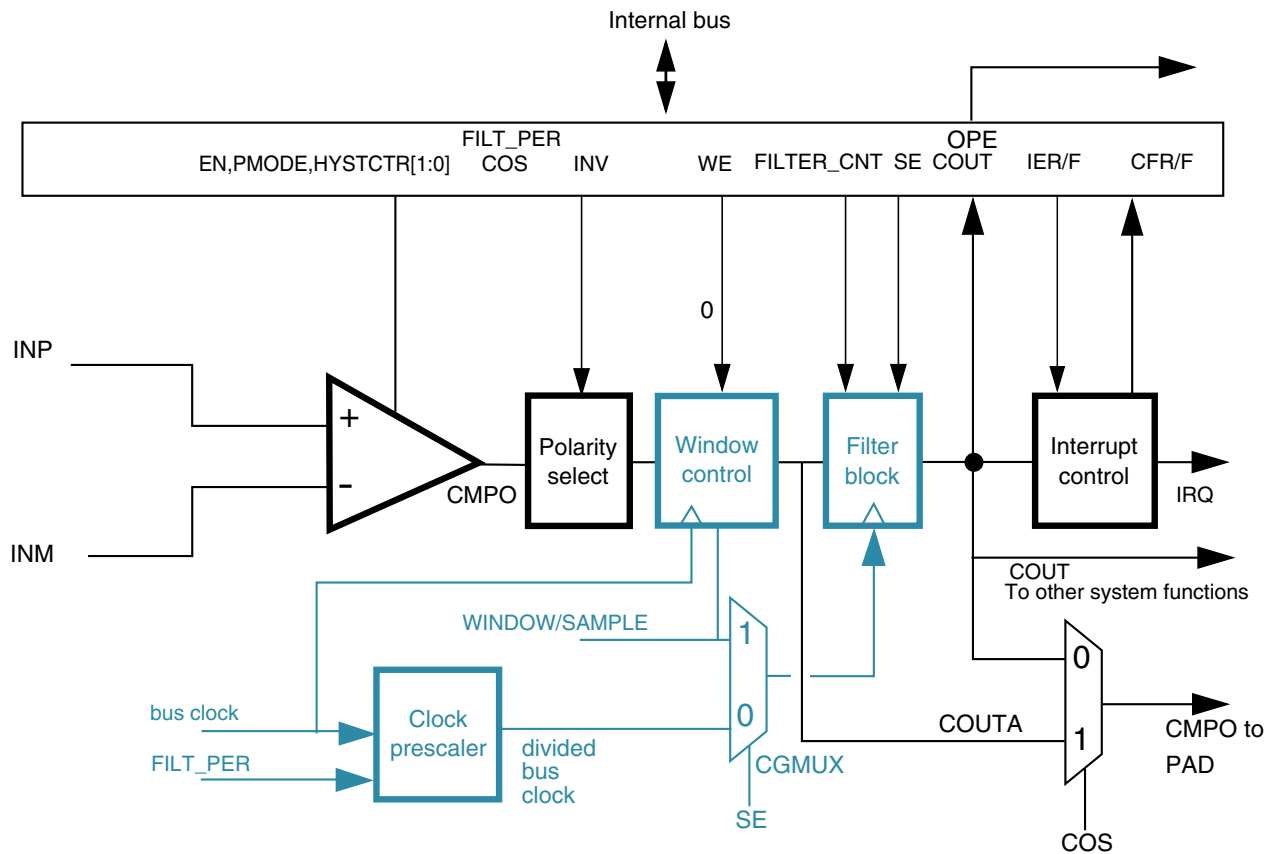 Internal bus
FILT_PER
OPE
EN,PMODE,HYSTCTR[1:0]
COS
INV
WE
FILTER_CNT
SE
COUT
IER/F
CFR/F
0
INP
INM
+
-
CMPO
Polarity
select
Window
control
Filter
block
Interrupt
control
IRQ
COUT
To other system functions
WINDOW/SAMPLE
1
0
bus clock
FILT_PER
Clock
prescaler
divided
bus
clock
CGMUX
SE
COUTA
0
1
CMPO to
PAD
COS